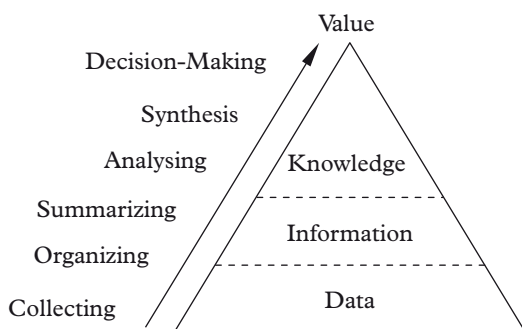 Value
Decision-Making
Synthesis
Analysing
Knowledge
Summarizing
Information
Organizing
Data
Collecting